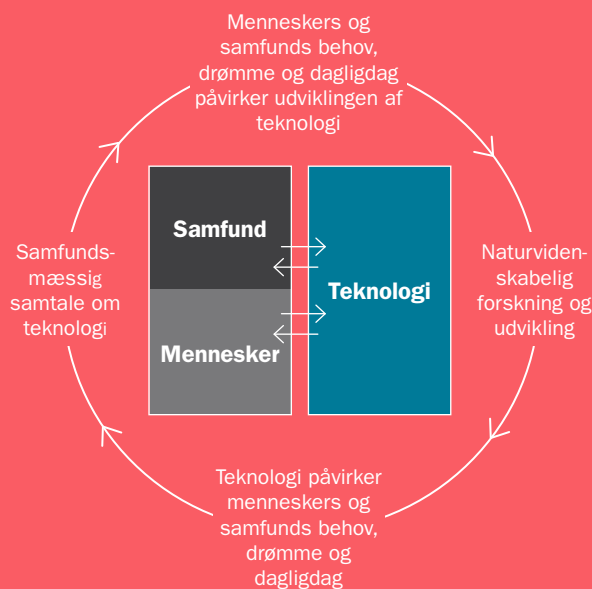 Menneskers og
samfunds behov,
drømme og dagligdag
påvirker udviklingen af
teknologi
Samfund
Samfunds-
mæssig
samtale om
teknologi
Teknologi
Naturviden-
skabelig
forskning og
udvikling
Mennesker
Teknologi påvirker
menneskers og
samfunds behov,
drømme og
dagligdag